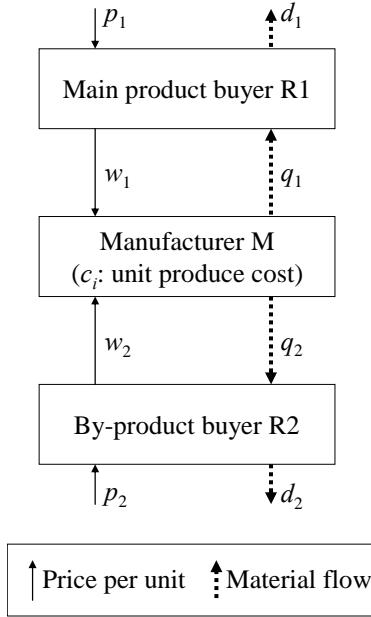 p₁ d₁
Main product buyer R1
w₁ q₁
Manufacturer M
(cᵢ: unit produce cost)
w₂ q₂
By-product buyer R2
p₂ d₂
Price per unit Material flow